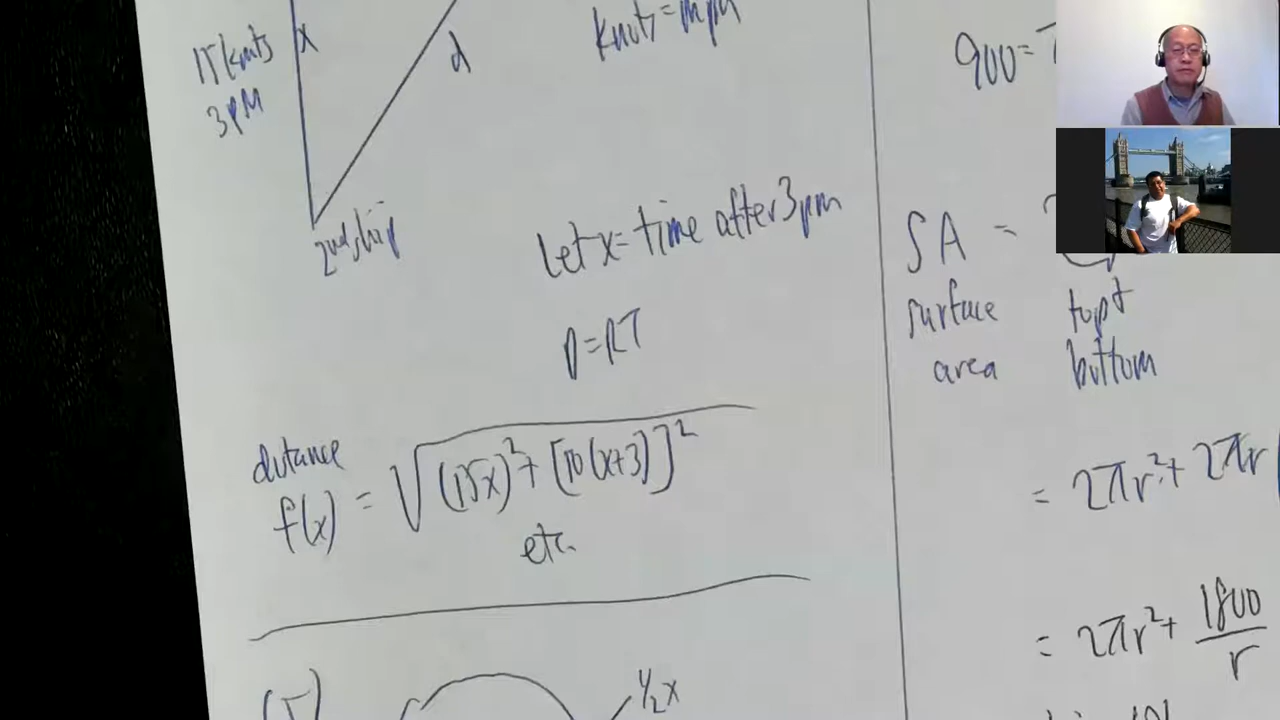 x
15 knots
3pm
d
2nd ship
knots = mph
let x = time after 3pm
D = RT
distance
f(x) = √(15x)² + [10(x+3)]²
etc.
(5)
½x
900 =
SA =
surface area
top + bottom
= 2πr² + 2πr
= 2πr² + 1800/r